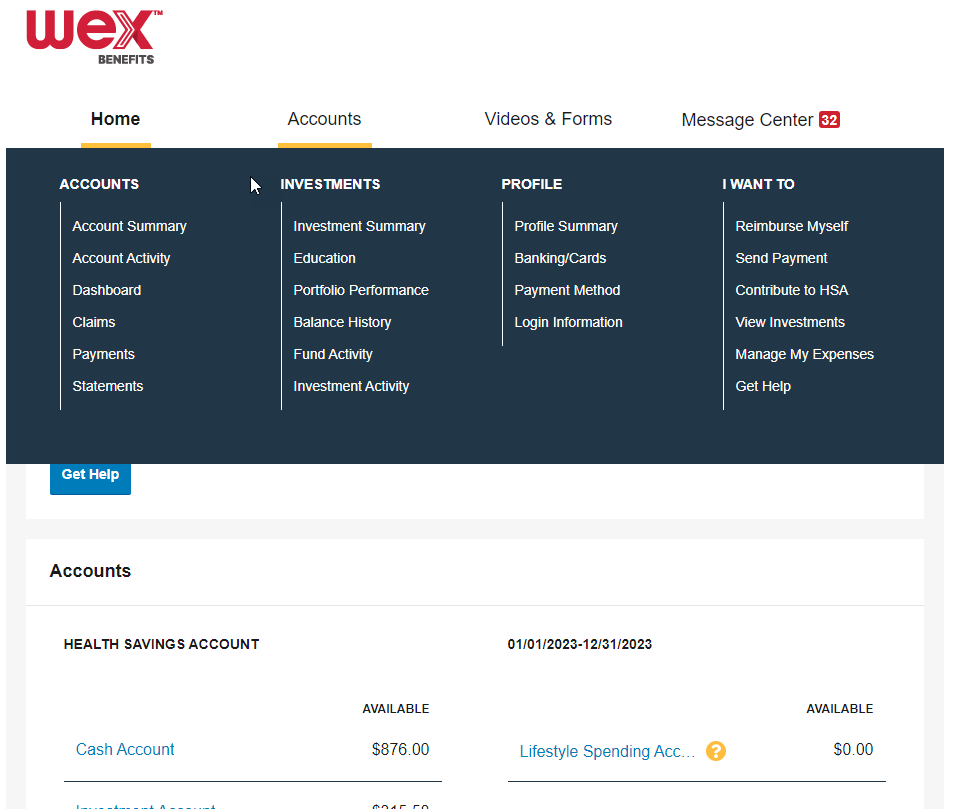 wex™
BENEFITS
Home Accounts Videos & Forms Message Center 32
ACCOUNTS
Account Summary
Account Activity
Dashboard
Claims
Payments
Statements
INVESTMENTS
Investment Summary
Education
Portfolio Performance
Balance History
Fund Activity
Investment Activity
PROFILE
Profile Summary
Banking/Cards
Payment Method
Login Information
I WANT TO
Reimburse Myself
Send Payment
Contribute to HSA
View Investments
Manage My Expenses
Get Help
Get Help
Accounts
HEALTH SAVINGS ACCOUNT
AVAILABLE
Cash Account $876.00
Investment Account
01/01/2023-12/31/2023
AVAILABLE
Lifestyle Spending Acc... ? $0.00